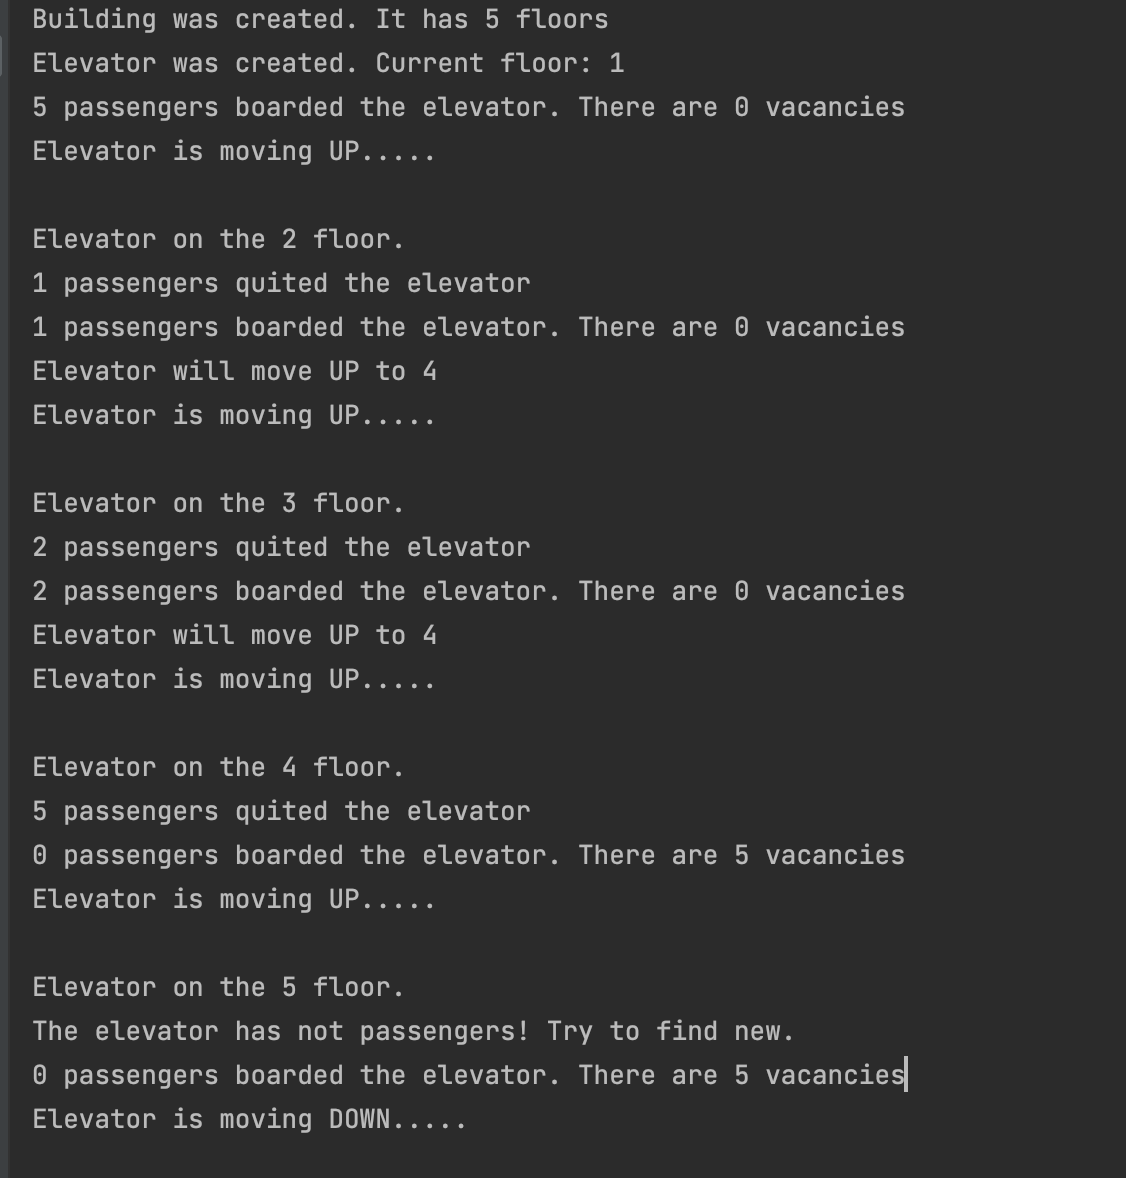 Building was created. It has 5 floors
Elevator was created. Current floor: 1
5 passengers boarded the elevator. There are 0 vacancies
Elevator is moving UP.....
Elevator on the 2 floor.
1 passengers quited the elevator
1 passengers boarded the elevator. There are 0 vacancies
Elevator will move UP to 4
Elevator is moving UP.....
Elevator on the 3 floor.
2 passengers quited the elevator
2 passengers boarded the elevator. There are 0 vacancies
Elevator will move UP to 4
Elevator is moving UP.....
Elevator on the 4 floor.
5 passengers quited the elevator
0 passengers boarded the elevator. There are 5 vacancies
Elevator is moving UP.....
Elevator on the 5 floor.
The elevator has not passengers! Try to find new.
0 passengers boarded the elevator. There are 5 vacancies
Elevator is moving DOWN.....